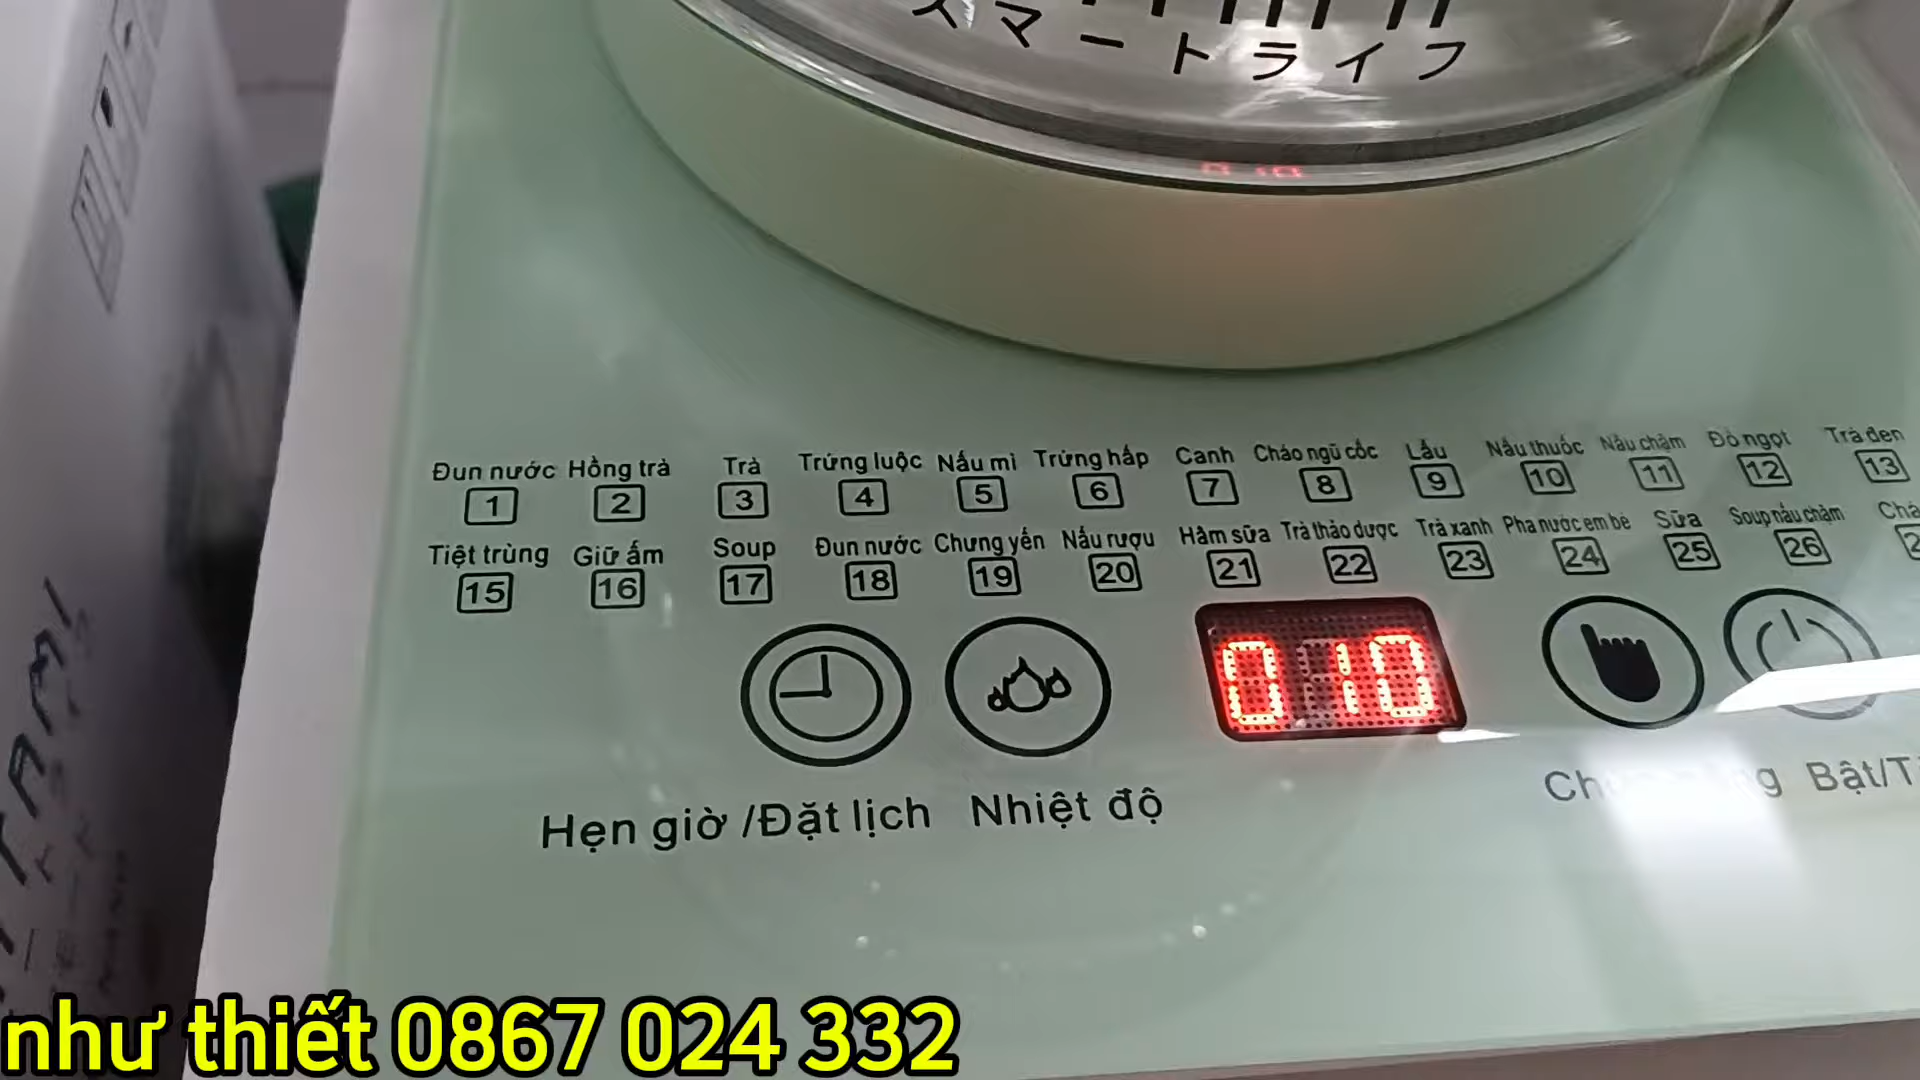 スマートライフ
Đun nước Hồng trà Trà Trứng luộc Nấu mì Trứng hấp Canh Cháo ngũ cốc Lẩu Nấu thuốc Nấu chậm Đồ ngọt Trà đen
1 2 3 4 5 6 7 8 9 10 11 12 13
Tiệt trùng Giữ ấm Soup Đun nước Chưng yến Nấu rượu Hâm sữa Trà thảo dược Trà xanh Pha nước em bé Sữa Soup nấu chậm
15 16 17 18 19 20 21 22 23 24 25 26
010
Hẹn giờ /Đặt lịch Nhiệt độ Bật/T
như thiết 0867 024 332